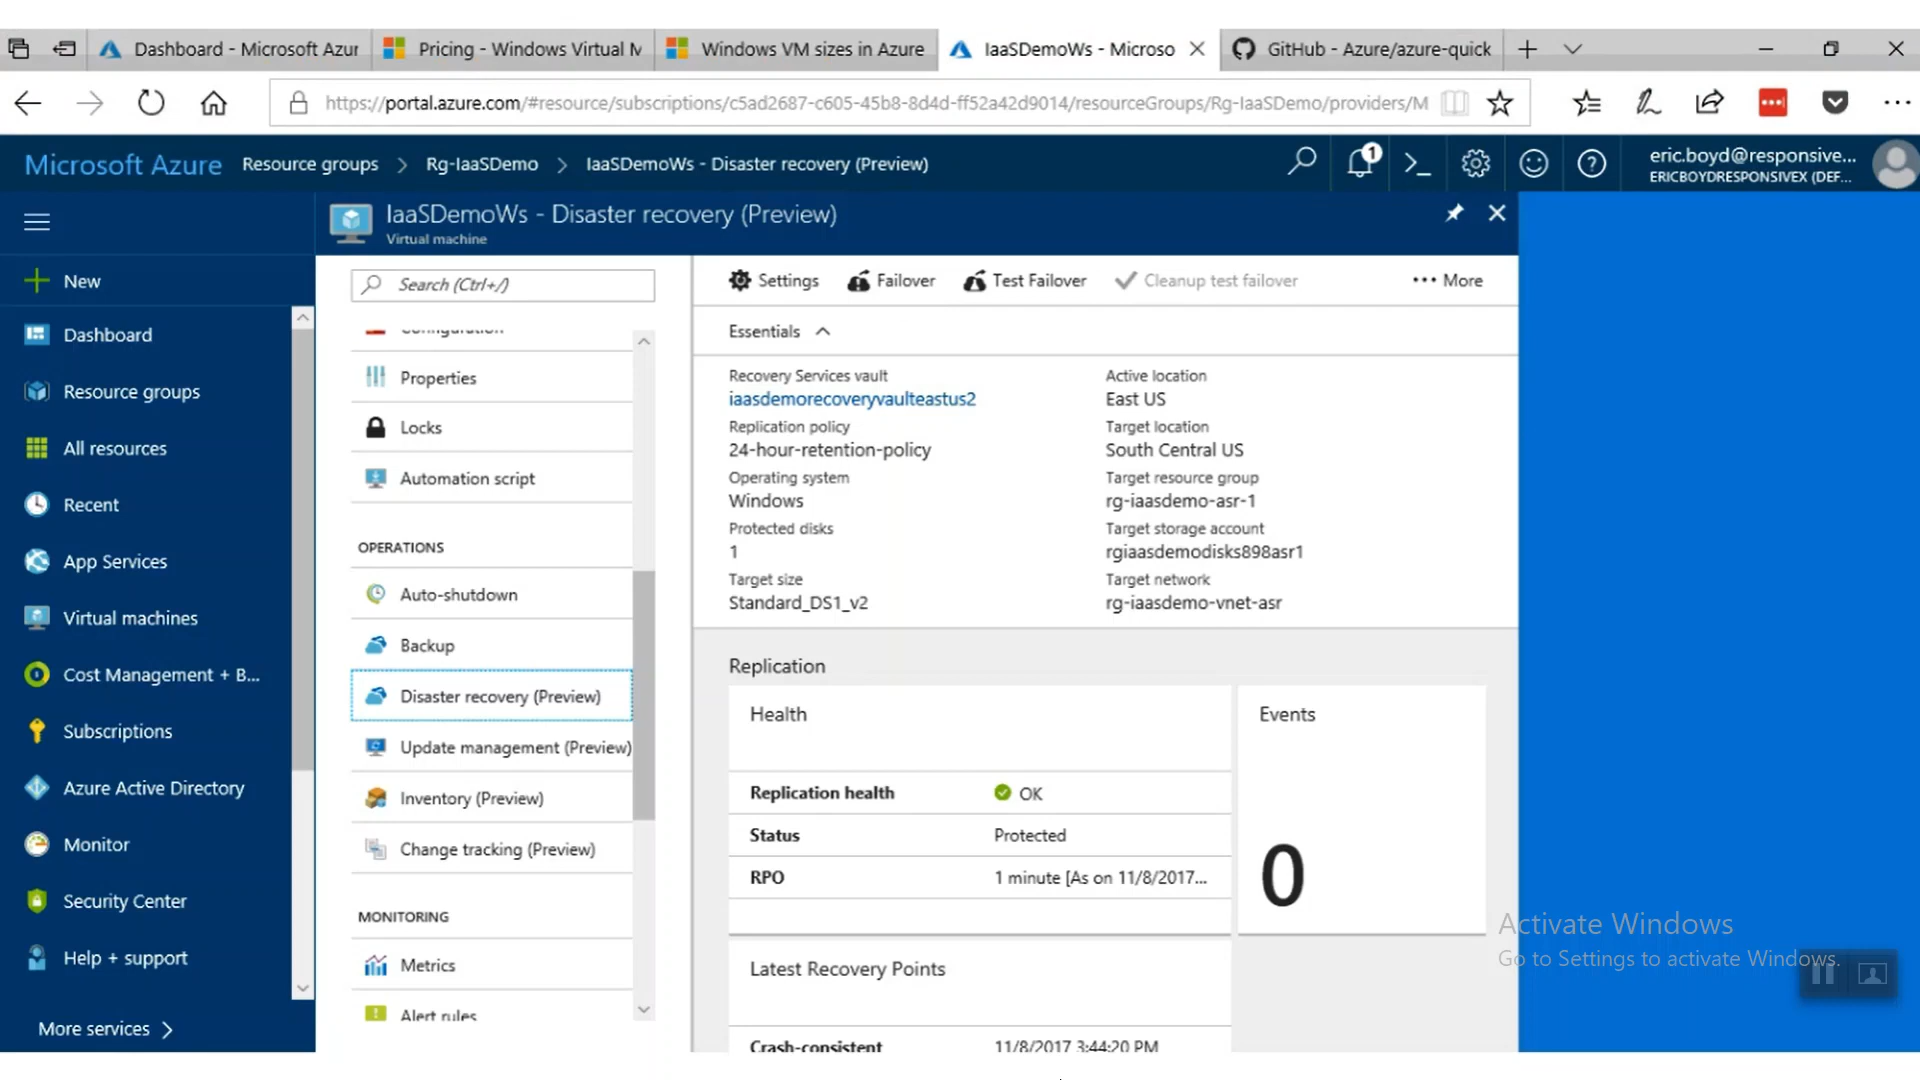 Dashboard - Microsoft Azur
Pricing - Windows Virtual M
Windows VM sizes in Azure
IaaSDemoWs - Microso
GitHub - Azure/azure-quick
https://portal.azure.com/#resource/subscriptions/c5ad2687-c605-45b8-8d4d-ff52a42d9014/resourceGroups/Rg-IaaSDemo/providers/M
Microsoft Azure
Resource groups > Rg-IaaSDemo > IaaSDemoWs - Disaster recovery (Preview)
1
eric.boyd@responsive...
ERICBOYDRESPONSIVEX (DEF...
IaaSDemoWs - Disaster recovery (Preview)
Virtual machine
New
Dashboard
Resource groups
All resources
Recent
App Services
Virtual machines
Cost Management + B...
Subscriptions
Azure Active Directory
Monitor
Security Center
Help + support
More services
Search (Ctrl+/)
Configuration
Properties
Locks
Automation script
OPERATIONS
Auto-shutdown
Backup
Disaster recovery (Preview)
Update management (Preview)
Inventory (Preview)
Change tracking (Preview)
MONITORING
Metrics
Alert rules
Settings
Failover
Test Failover
Cleanup test failover
More
Essentials
Recovery Services vault
iaasdemorecoveryvaulteastus2
Replication policy
24-hour-retention-policy
Operating system
Windows
Protected disks
1
Target size
Standard_DS1_v2
Active location
East US
Target location
South Central US
Target resource group
rg-iaasdemo-asr-1
Target storage account
rgiaasdemodisks898asr1
Target network
rg-iaasdemo-vnet-asr
Replication
Health
Replication health OK
Status Protected
RPO 1 minute [As on 11/8/2017...
Events
0
Latest Recovery Points
Crash-consistent 11/8/2017 3:44:20 PM
Activate Windows
Go to Settings to activate Windows.